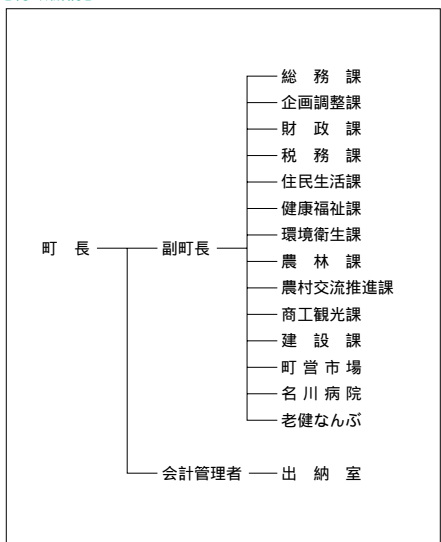 総務課
企画調整課
財政課
税務課
住民生活課
健康福祉課
環境衛生課
町長 副町長 農林課
農村交流推進課
商工観光課
建設課
町営市場
名川病院
老健なんぶ
会計管理者 出納室